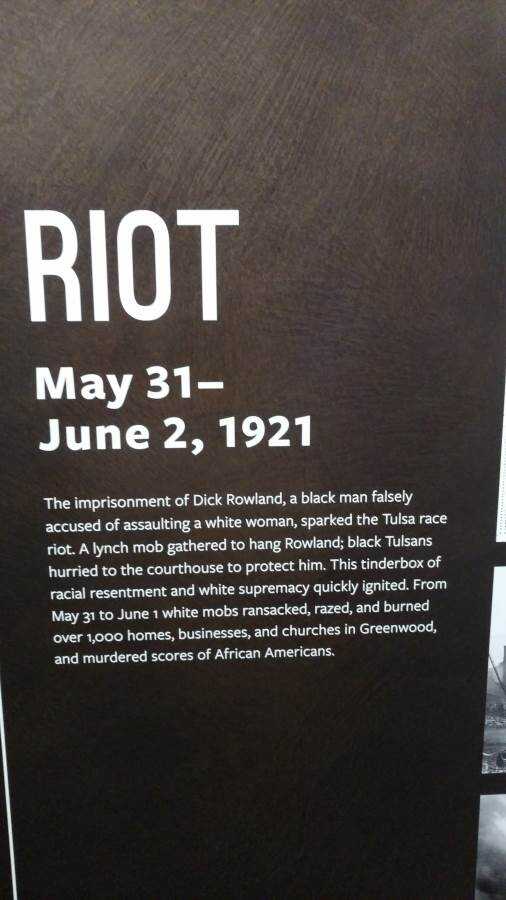 RIOT
May 31–
June 2, 1921
The imprisonment of Dick Rowland, a black man falsely
accused of assaulting a white woman, sparked the Tulsa race
riot. A lynch mob gathered to hang Rowland; black Tulsans
hurried to the courthouse to protect him. This tinderbox of
racial resentment and white supremacy quickly ignited. From
May 31 to June 1 white mobs ransacked, razed, and burned
over 1,000 homes, businesses, and churches in Greenwood,
and murdered scores of African Americans.